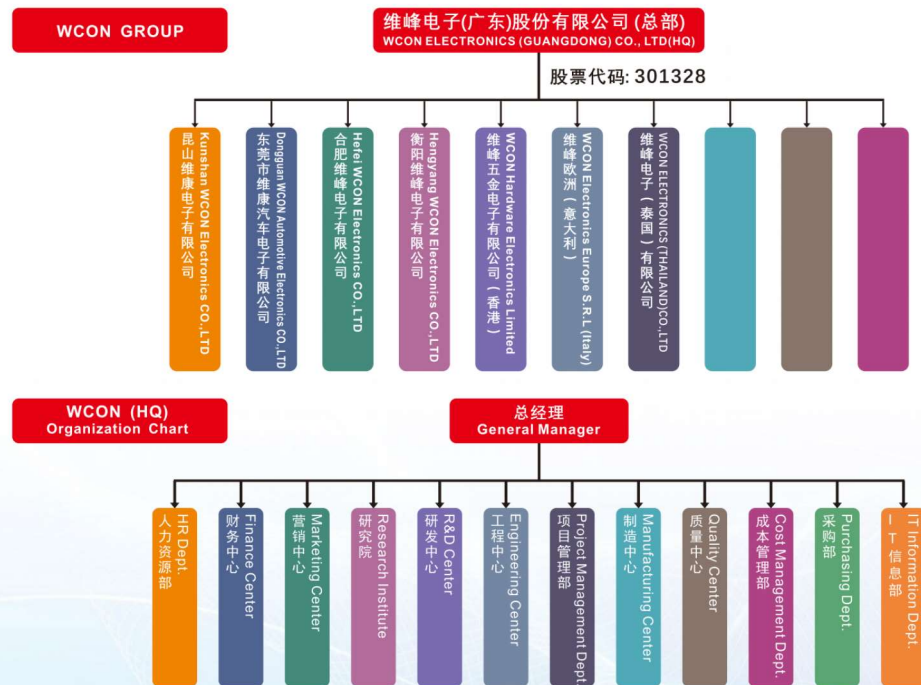 WCON GROUP
维峰电子(广东)股份有限公司(总部)
WCON ELECTRONICS (GUANGDONG) CO., LTD(HQ)
股票代码: 301328
Kunshan WCON Electronics CO.,LTD
昆山维康电子有限公司
Dongguan WCON Automotive Electronics CO.,LTD
东莞市维康汽车电子有限公司
Hefei WCON Electronics CO.,LTD
合肥维峰电子有限公司
Hengyang WCON Electronics CO.,LTD
衡阳维峰电子有限公司
WCON Hardware Electronics Limited
维峰五金电子有限公司(香港)
WCON Electronics Europe S.R.L (Italy)
维峰欧洲(意大利)
WCON ELECTRONICS (THAILAND)CO.,LTD
维峰电子(泰国)有限公司
WCON (HQ)
Organization Chart
总经理
General Manager
HR Dept.
人力资源部
Finance Center
财务中心
Marketing Center
营销中心
Research Institute
研究院
R&D Center
研发中心
Engineering Center
工程中心
Project Management Dept.
项目管理部
Manufacturing Center
制造中心
Quality Center
质量中心
Cost Management Dept.
成本管理部
Purchasing Dept.
采购部
IT Information Dept.
IT信息部